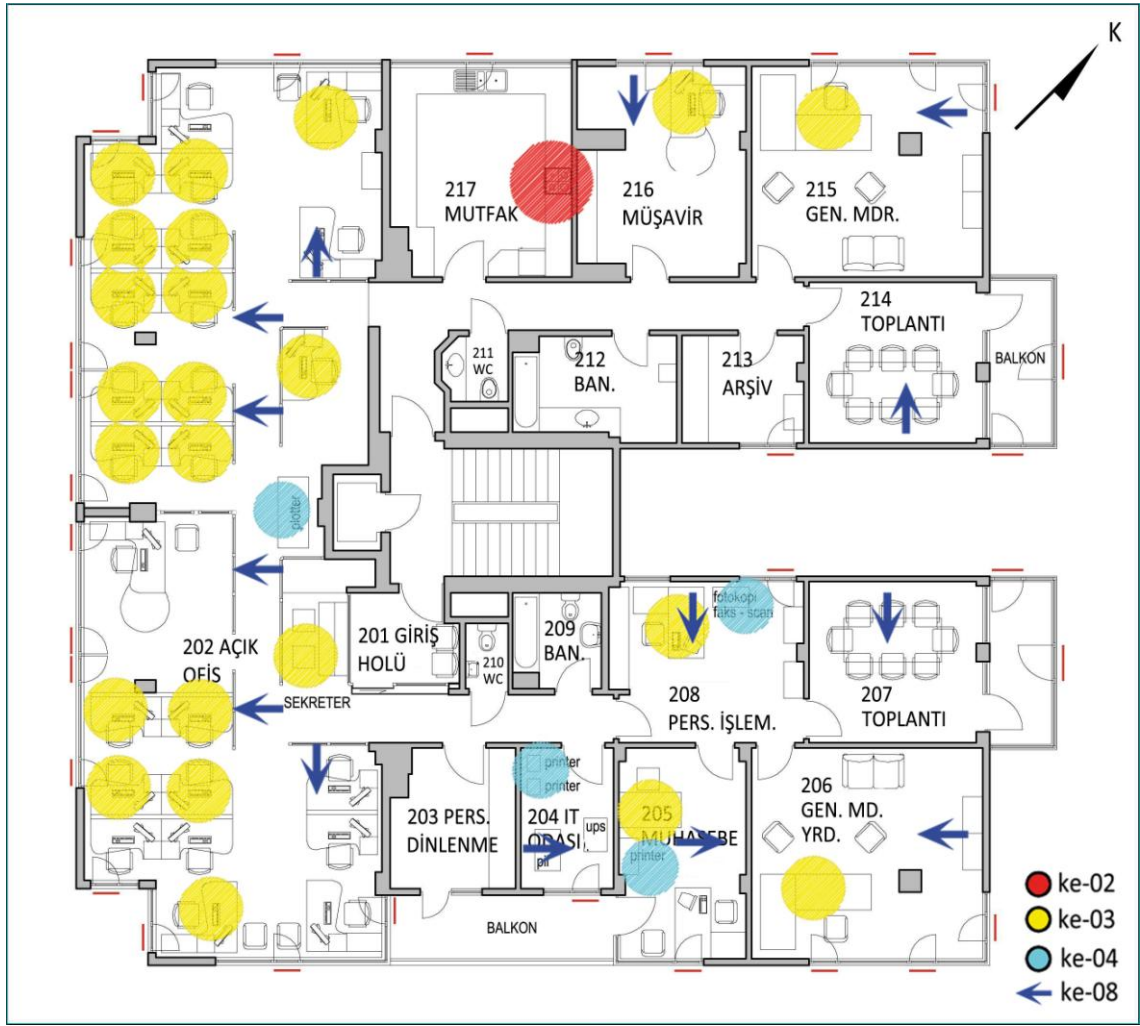 K
217
MUTFAK
216
MÜŞAVİR
215
GEN. MDR.
214
TOPLANTI
BALKON
211
WC
212
BAN.
213
ARŞİV
plotter
202 AÇIK
OFİS
SEKRETER
201 GİRİŞ
HOLÜ
210
WC
209
BAN.
fotokopi
faks - scan
208
PERS. İŞLEM.
207
TOPLANTI
203 PERS.
DİNLENME
printer
printer
204 IT
ODASI
ups
pil
205
MUHASEBE
printer
206
GEN. MD.
YRD.
BALKON
ke-02
ke-03
ke-04
ke-08